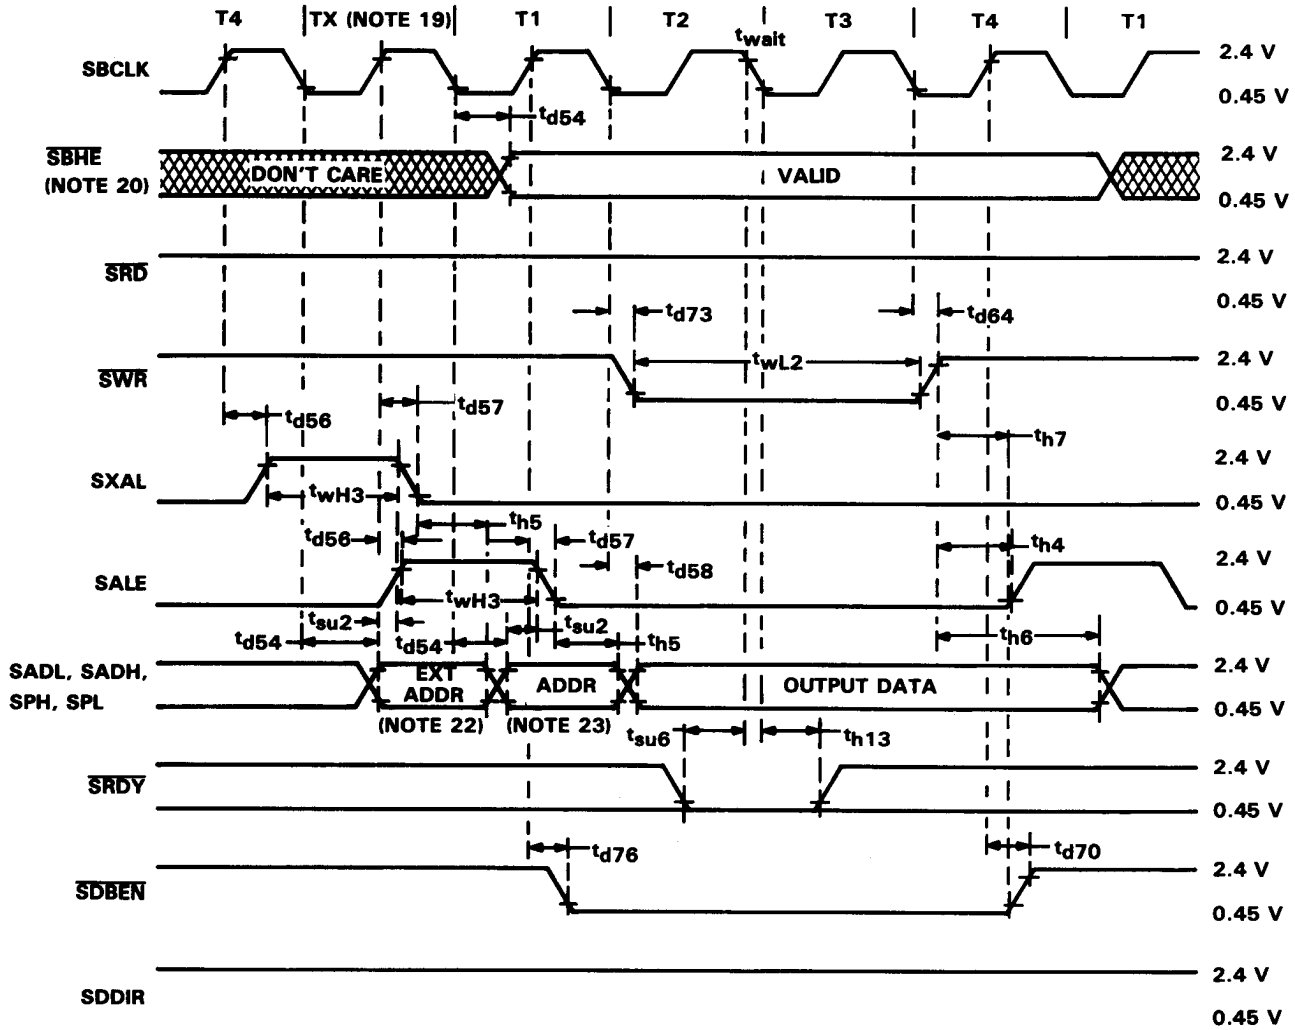 T4 TX (NOTE 19) T1 T2 T3 T4 T1
twait
SBCLK 2.4 V
0.45 V
td54
SBHE 2.4 V
(NOTE 20) DON'T CARE VALID
0.45 V
SRD 2.4 V
0.45 V
td73 td64
SWR twL2 2.4 V
0.45 V
td56 td57
th7
SXAL 2.4 V
twH3 0.45 V
th5
td56 td57 th4
SALE td58 2.4 V
twH3 0.45 V
tsu2 tsu2
td54 td54 th5 th6
SADL, SADH, EXT ADDR OUTPUT DATA 2.4 V
SPH, SPL ADDR 0.45 V
(NOTE 22) (NOTE 23)
tsu6 th13
SRDY 2.4 V
0.45 V
td76 td70
SDBEN 2.4 V
0.45 V
SDDIR 2.4 V
0.45 V